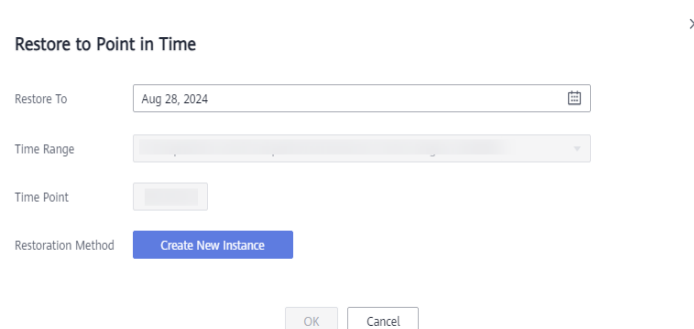 Restore to Point in Time
Restore To Aug 28, 2024
Time Range
Time Point
Restoration Method Create New Instance
OK Cancel